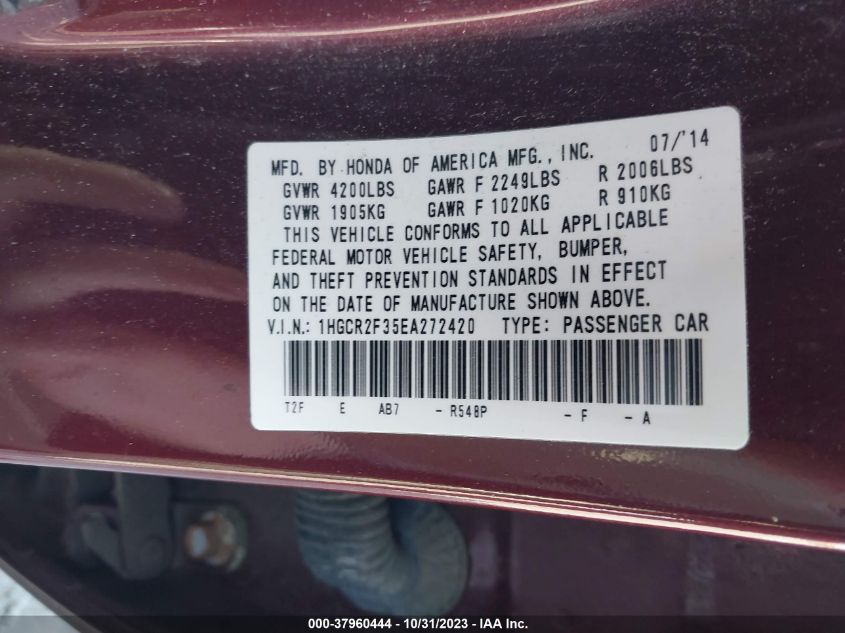 MFD. BY HONDA OF AMERICA MFG., INC. 07/'14
GVWR 4200LBS GAWR F 2249LBS R 2006LBS
GVWR 1905KG GAWR F 1020KG R 910KG
THIS VEHICLE CONFORMS TO ALL APPLICABLE
FEDERAL MOTOR VEHICLE SAFETY, BUMPER,
AND THEFT PREVENTION STANDARDS IN EFFECT
ON THE DATE OF MANUFACTURE SHOWN ABOVE.
V.I.N.: 1HGCR2F35EA272420 TYPE: PASSENGER CAR
T2F E AB7 - R548P - F - A
000-37960444 - 10/31/2023 - IAA Inc.